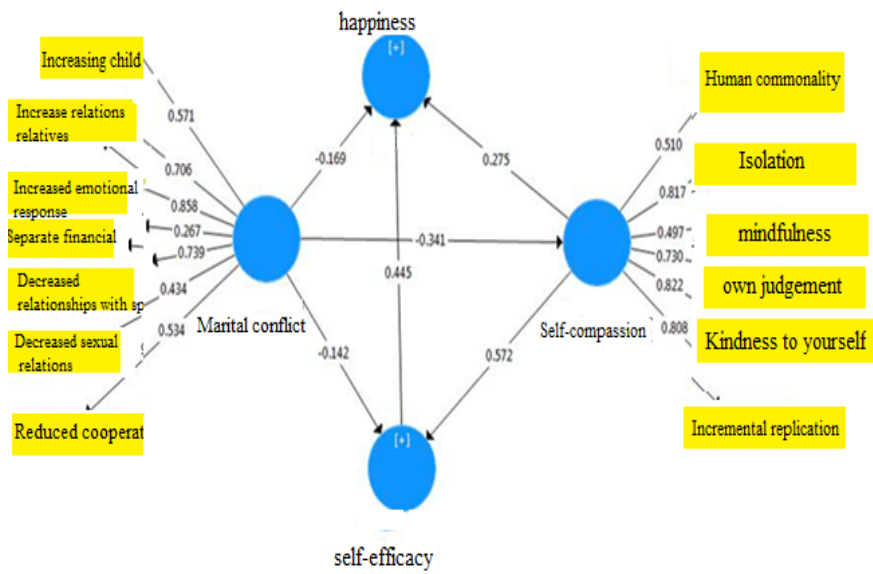 happiness
[+]
Increasing child
0.571
Increase relations
relatives
0.706
Increased emotional
response
0.858
0.267
Separate financial
0.739
Decreased
relationships with sp
0.434
Decreased sexual
relations
0.534
Reduced cooperat
Marital conflict
-0.169
0.275
-0.341
0.445
-0.142
0.572
Self-compassion
Human commonality
0.510
Isolation
0.817
0.497
mindfulness
0.730
own judgement
0.822
0.808
Kindness to yourself
Incremental replication
[+]
self-efficacy